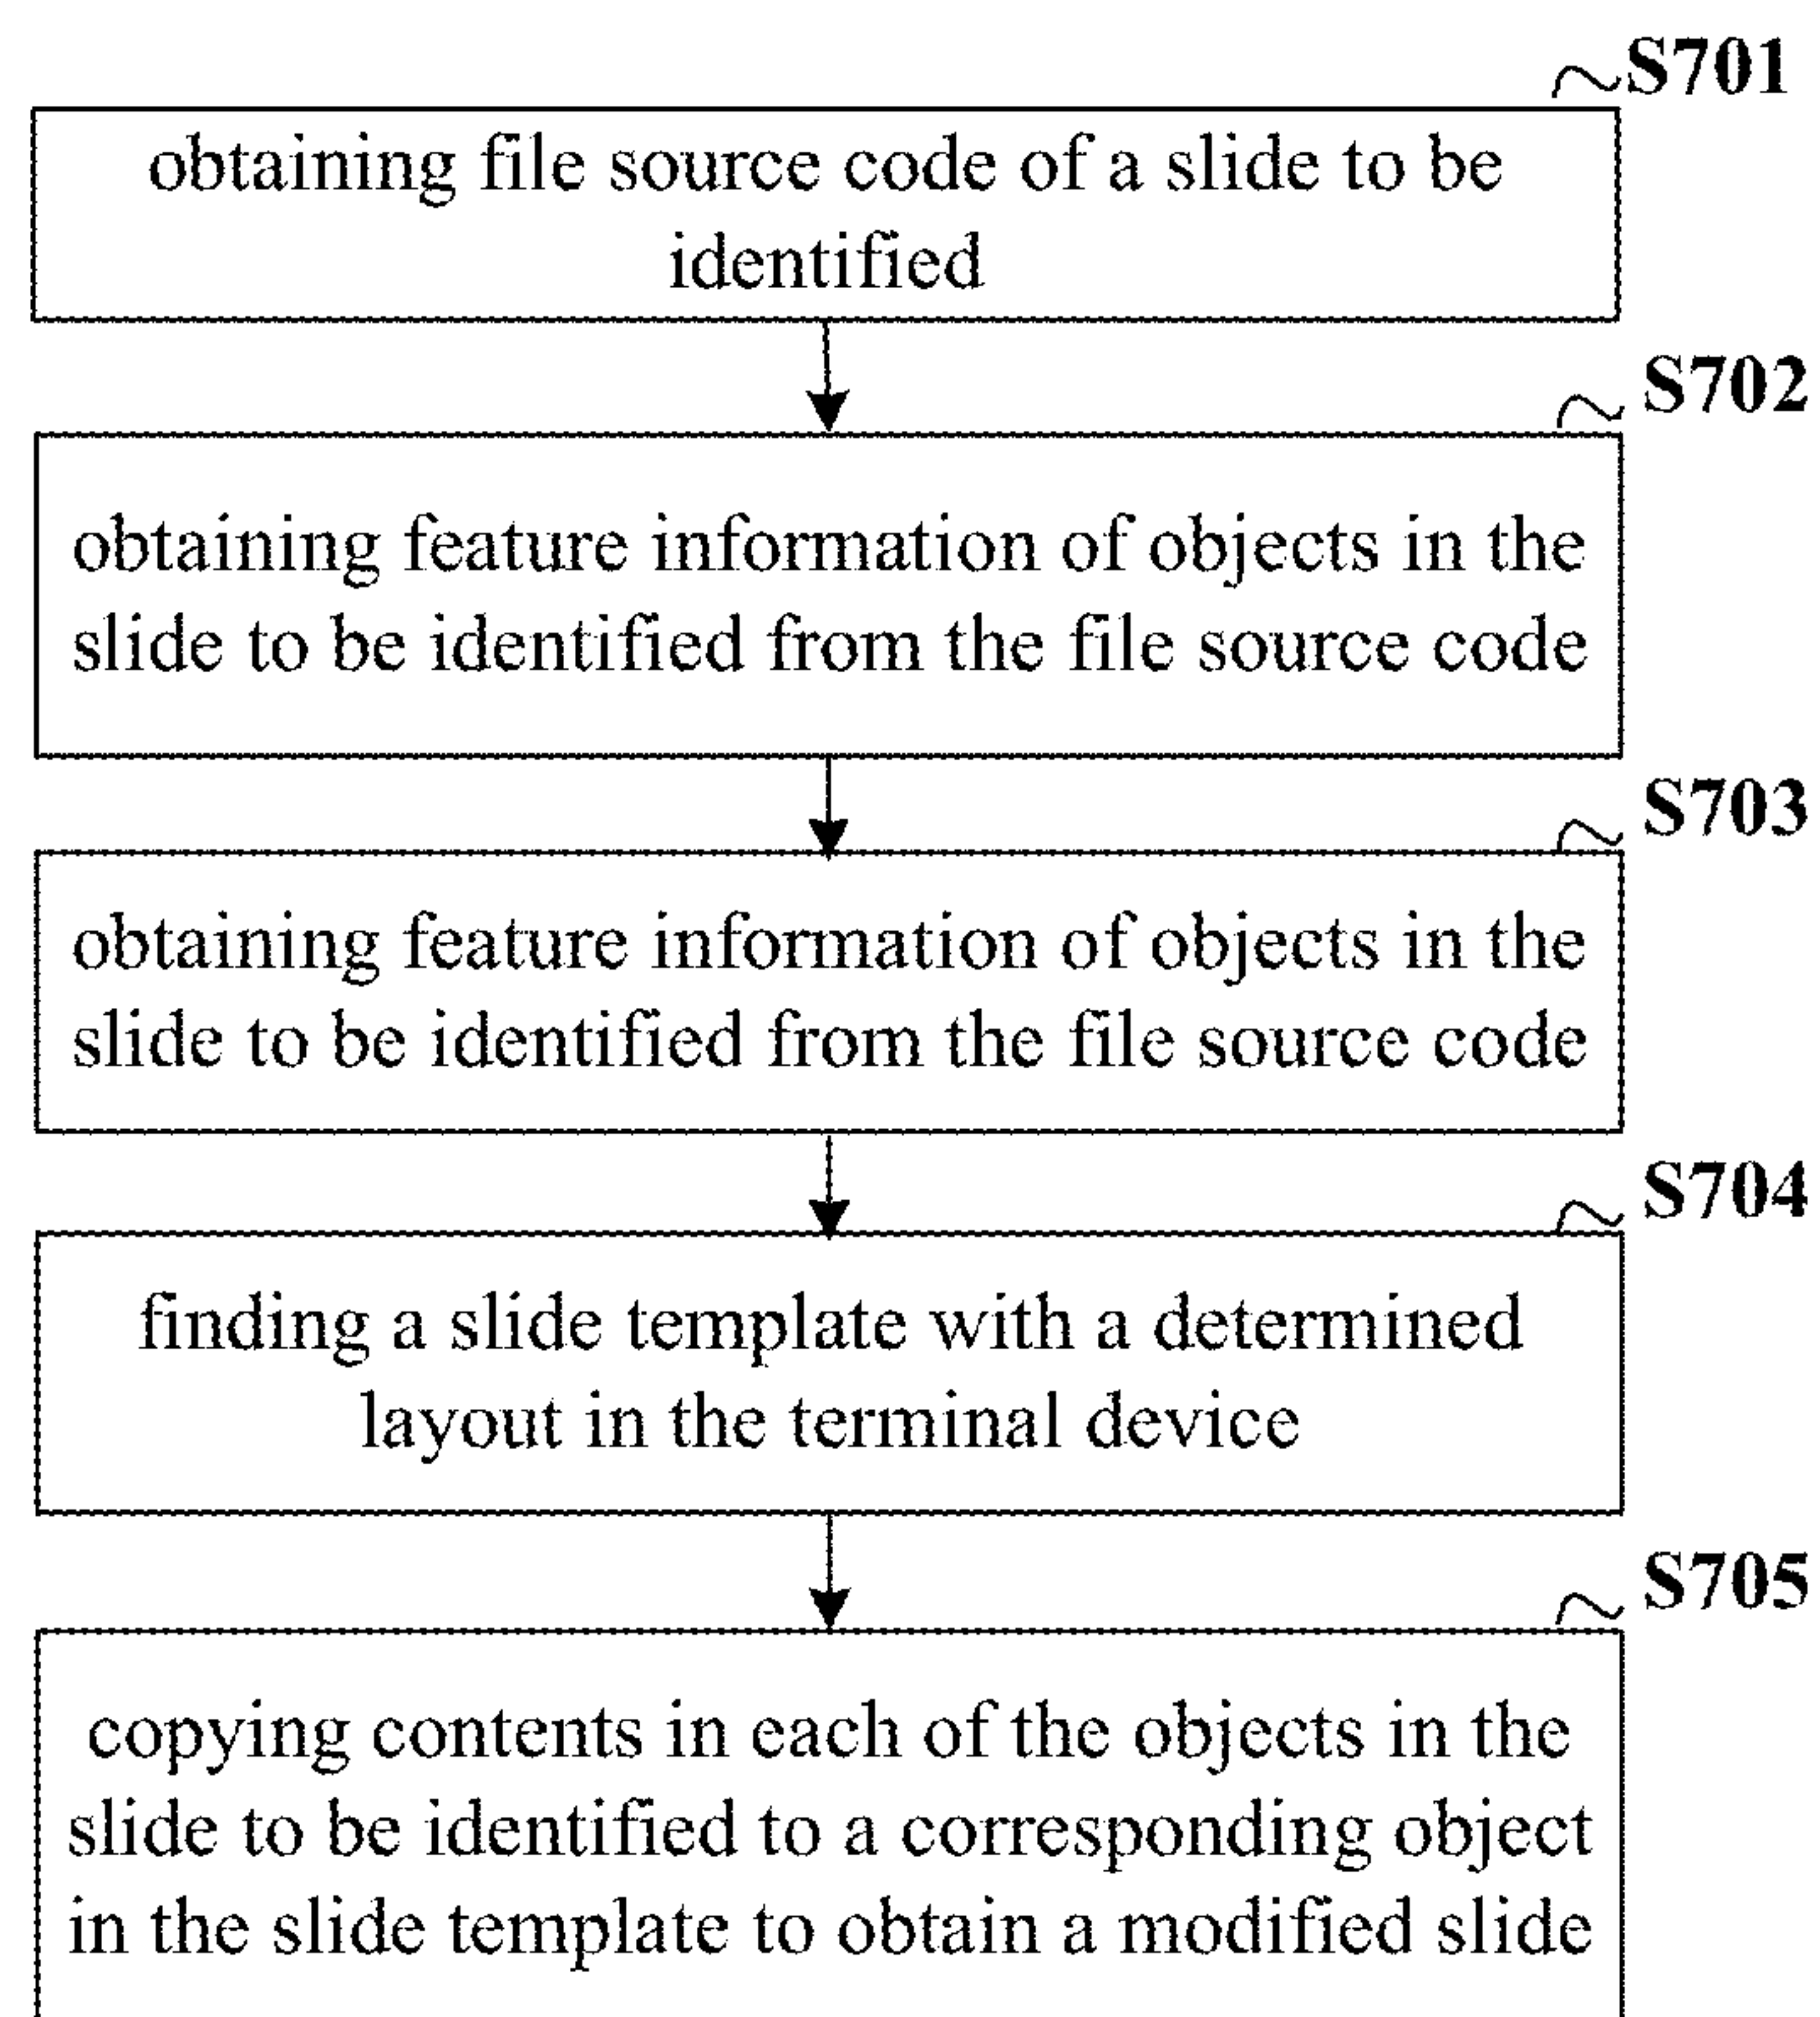 S701
obtaining file source code of a slide to be
identified
S702
obtaining feature information of objects in the
slide to be identified from the file source code
S703
obtaining feature information of objects in the
slide to be identified from the file source code
S704
finding a slide template with a determined
layout in the terminal device
S705
copying contents in each of the objects in the
slide to be identified to a corresponding object
in the slide template to obtain a modified slide